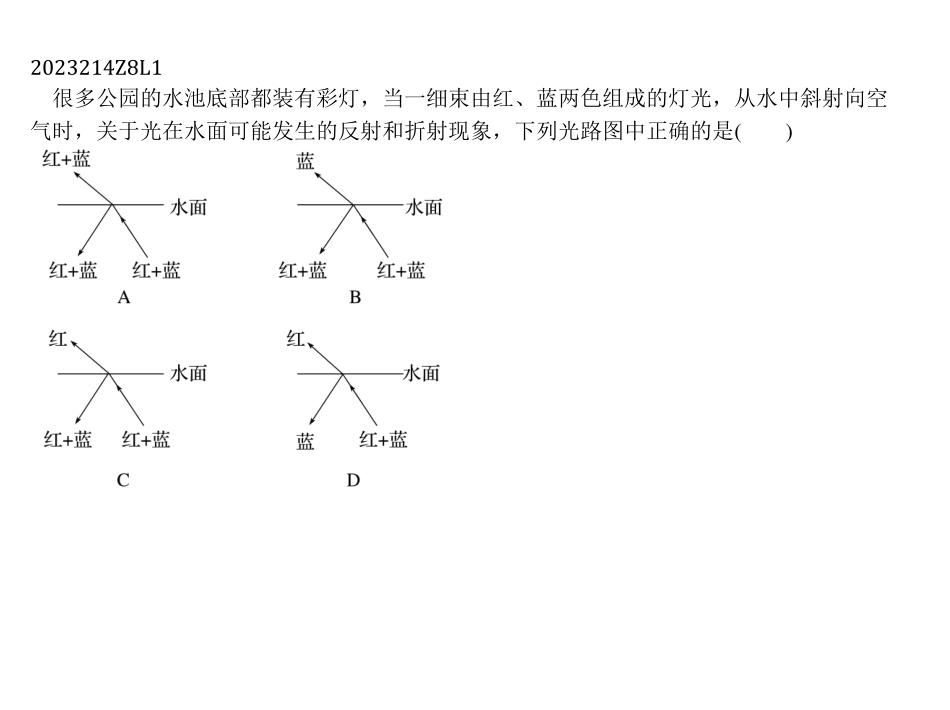 2023214Z8L1
很多公园的水池底部都装有彩灯，当一细束由红、蓝两色组成的灯光，从水中斜射向空
气时，关于光在水面可能发生的反射和折射现象，下列光路图中正确的是(　　)
红+蓝
水面
红+蓝 红+蓝
A
蓝
水面
红+蓝 红+蓝
B
红
水面
红+蓝 红+蓝
C
红
水面
蓝 红+蓝
D